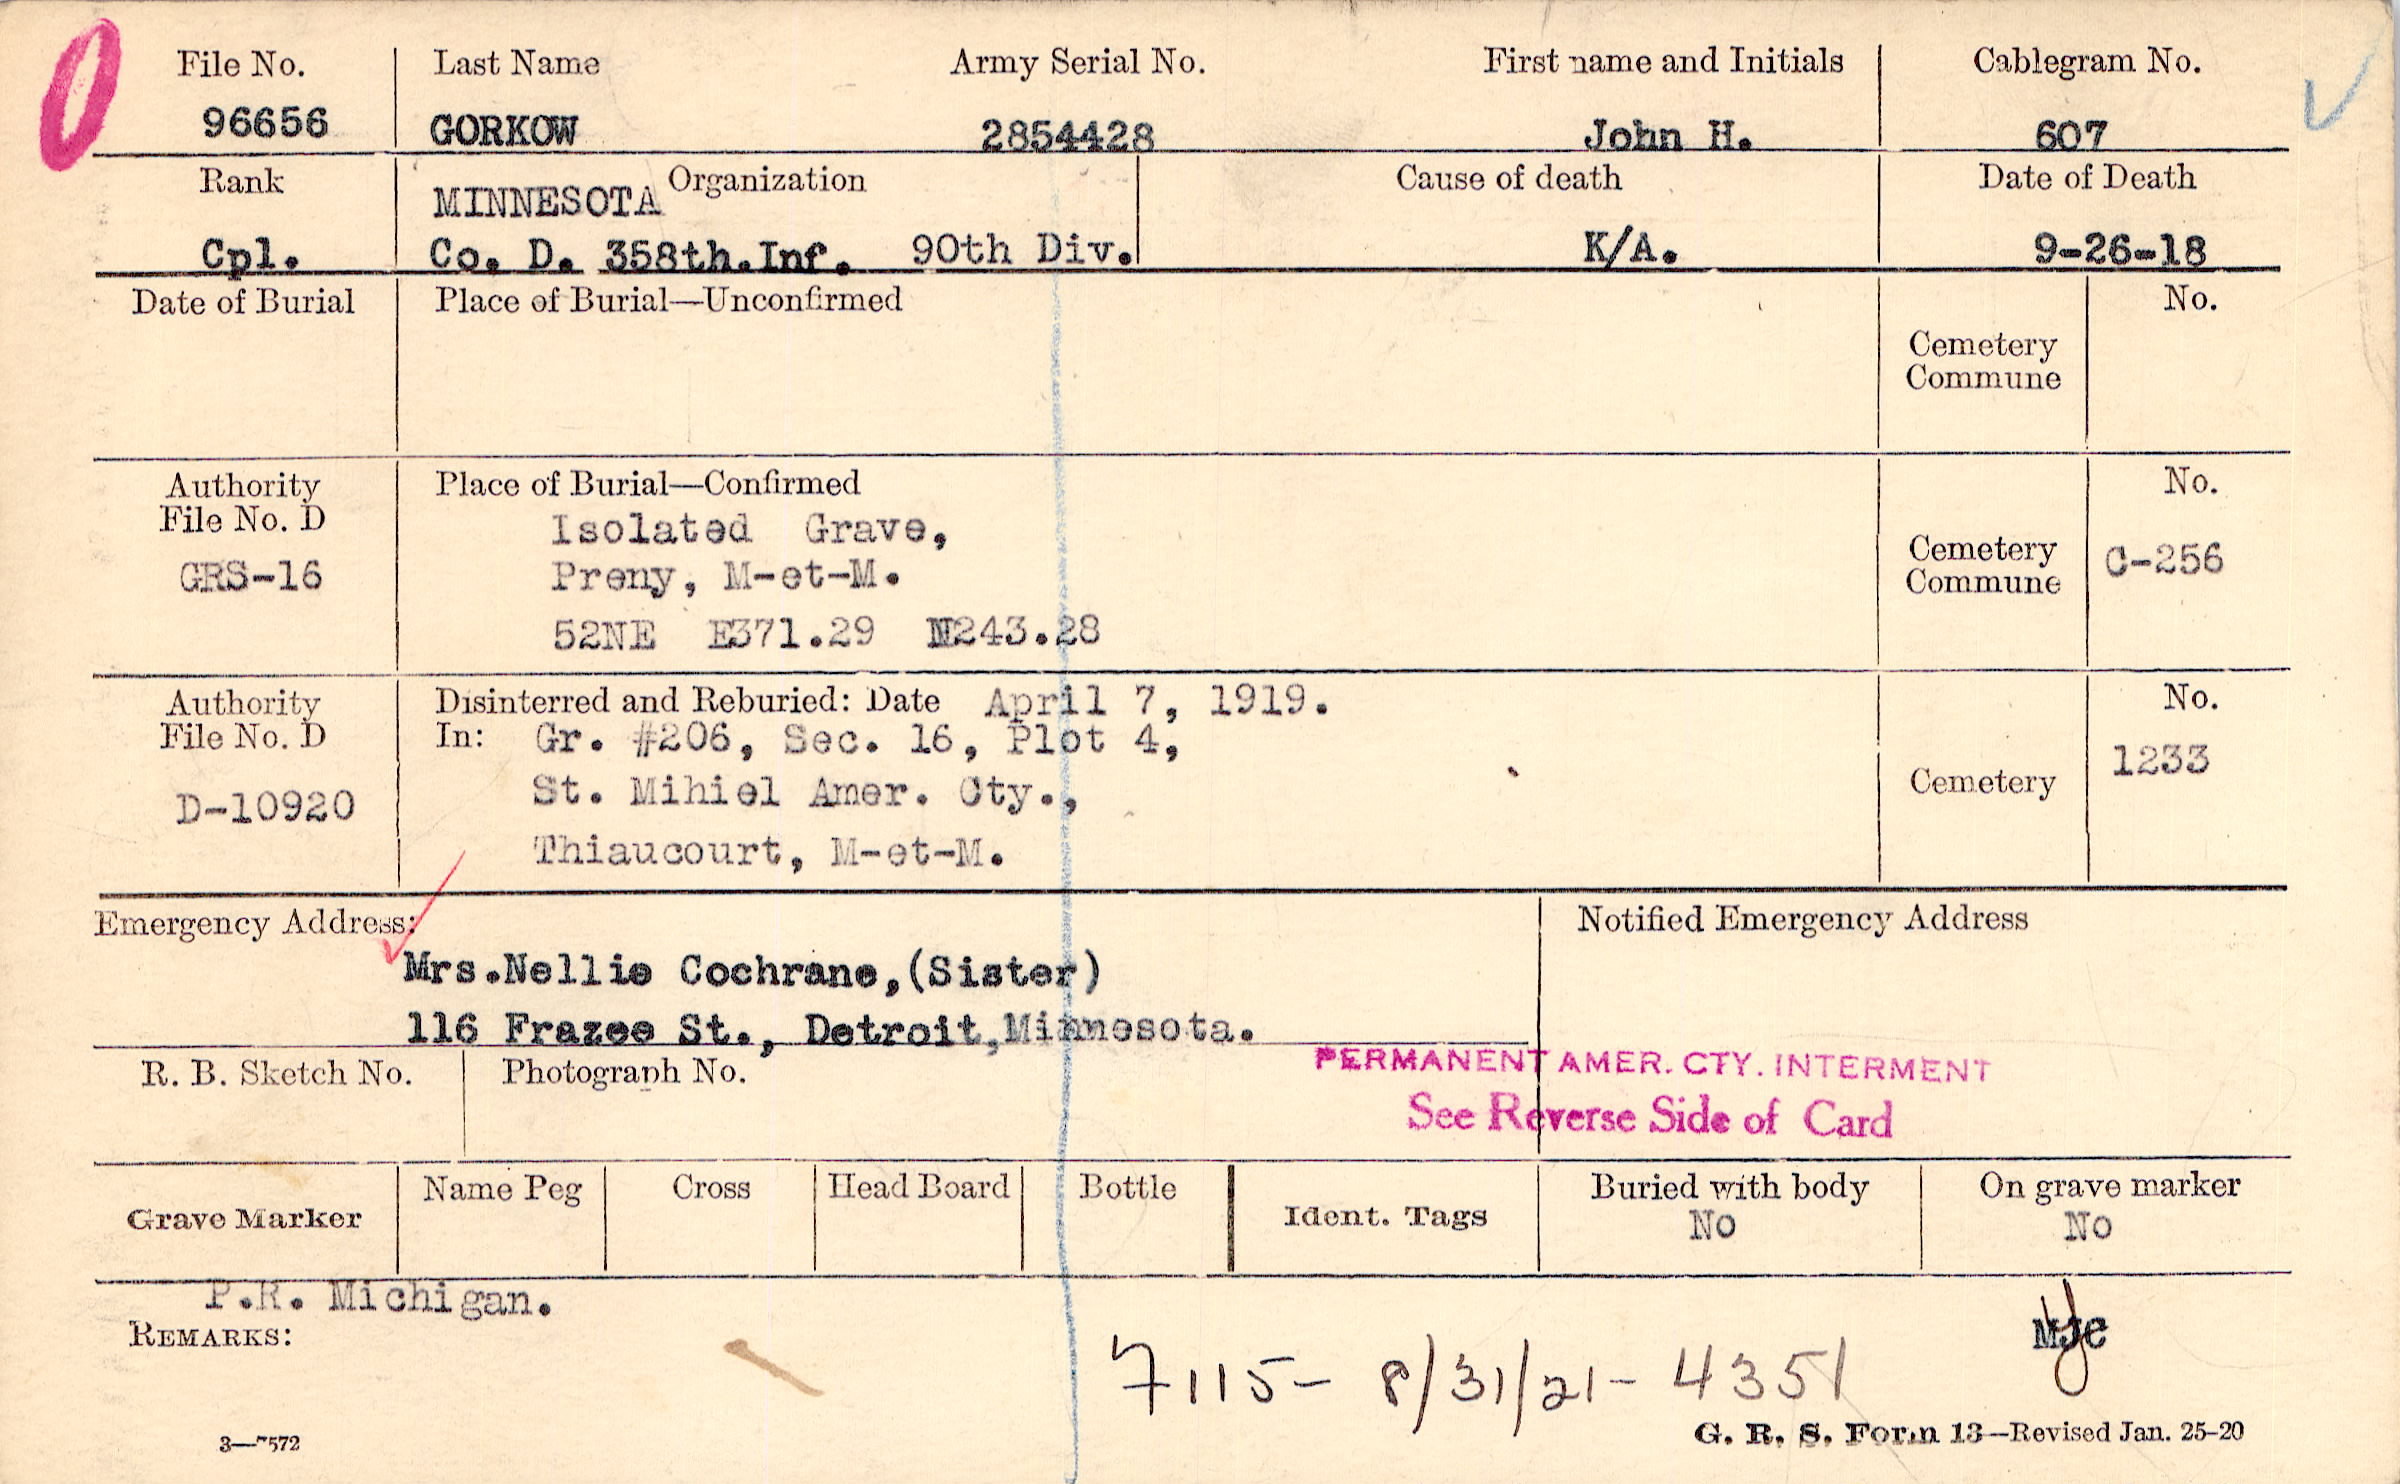 File No. Last Name Army Serial No. First name and Initials Cablegram No.
96656 GORKOW 2854428 John H. 607
Rank MINNESOTA Organization Cause of death Date of Death
Cpl. Co. D. 358th.Inf. 90th Div. K/A. 9-26-18
Date of Burial Place of Burial—Unconfirmed No.
Cemetery
Commune
Authority Place of Burial—Confirmed No.
File No. D Isolated Grave,
GRS-16 Preny, M-et-M. Cemetery Commune C-256
52NE E371.29 N243.28
Authority Disinterred and Reburied: Date April 7, 1919. No.
File No. D In: Gr. #206, Sec. 16, Plot 4,
D-10920 St. Mihiel Amer. Cty., Cemetery 1233
Thiaucourt, M-et-M.
Emergency Address: Notified Emergency Address
Mrs.Nellie Cochrane,(Sister)
116 Frazee St., Detroit,Minnesota.
R. B. Sketch No. Photograph No. PERMANENT AMER. CTY. INTERMENT
See Reverse Side of Card
Grave Marker Name Peg Cross Head Board Bottle Ident. Tags Buried with body On grave marker
No No
P.R. Michigan.
REMARKS: MJC
7115- 8/31/21- 4351
3—7572 G. R. S. Form 13—Revised Jan. 25-20